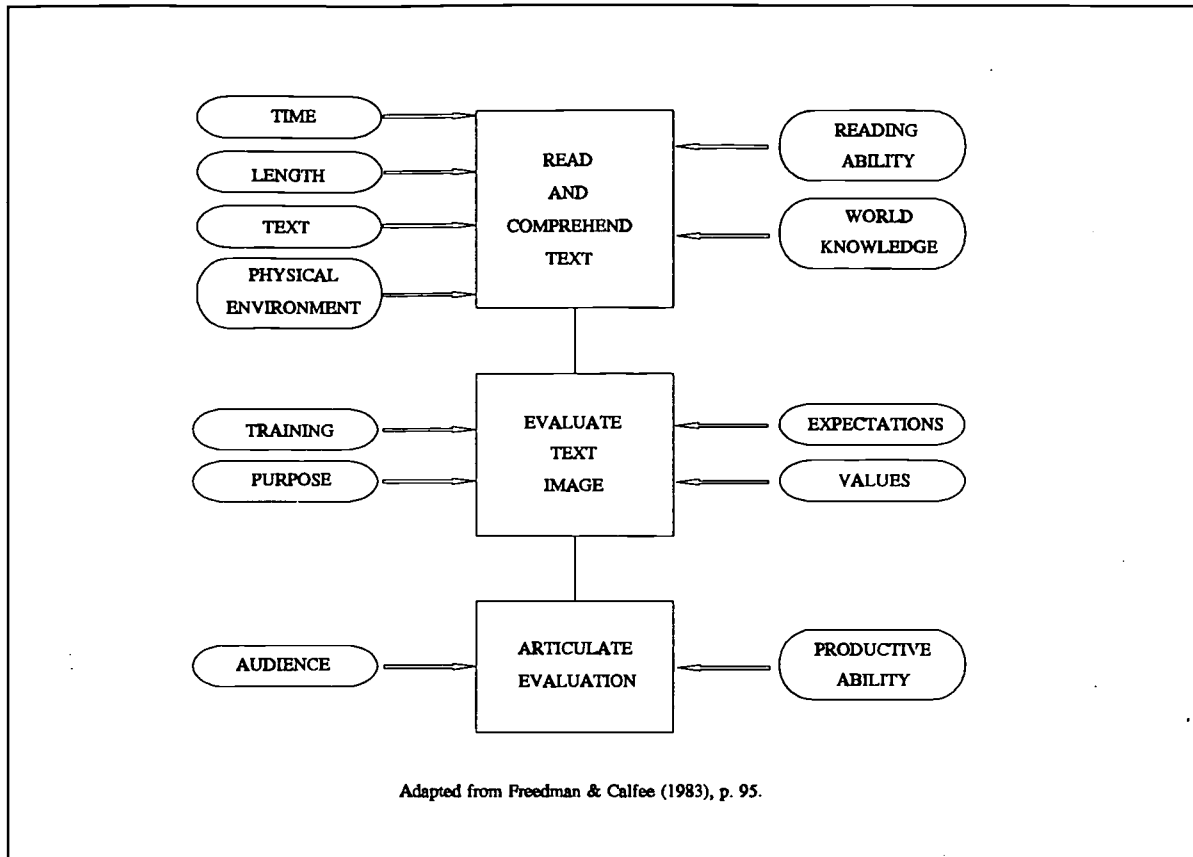 TIME
LENGTH
TEXT
PHYSICAL
ENVIRONMENT
READ
AND
COMPREHEND
TEXT
READING
ABILITY
WORLD
KNOWLEDGE
TRAINING
PURPOSE
EVALUATE
TEXT
IMAGE
EXPECTATIONS
VALUES
AUDIENCE
ARTICULATE
EVALUATION
PRODUCTIVE
ABILITY
Adapted from Freedman & Calfee (1983), p. 95.